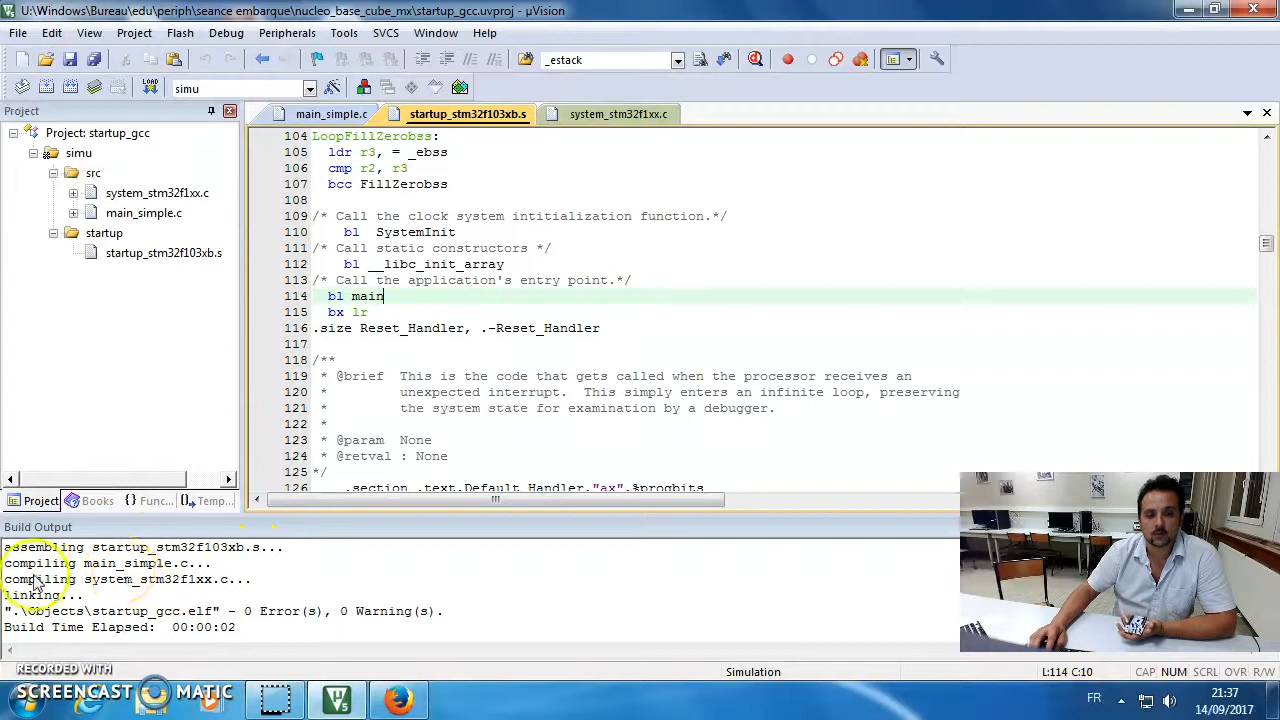 U:\Windows\Bureau\edu\periph\seance embarque\nucleo_base_cube_mx\startup_gcc.uvproj - µVision
File Edit View Project Flash Debug Peripherals Tools SVCS Window Help
_estack
LOAD simu
Project
main_simple.c startup_stm32f103xb.s system_stm32f1xx.c
Project: startup_gcc
simu
src
system_stm32f1xx.c
main_simple.c
startup
startup_stm32f103xb.s
104 LoopFillZerobss:
105 ldr r3, = _ebss
106 cmp r2, r3
107 bcc FillZerobss
108
109 /* Call the clock system intitialization function.*/
110 bl SystemInit
111 /* Call static constructors */
112 bl __libc_init_array
113 /* Call the application's entry point.*/
114 bl main
115 bx lr
116 .size Reset_Handler, .-Reset_Handler
117
118 /**
119 * @brief This is the code that gets called when the processor receives an
120 * unexpected interrupt. This simply enters an infinite loop, preserving
121 * the system state for examination by a debugger.
122 *
123 * @param None
124 * @retval : None
125 */
126 .section .text.Default_Handler,"ax",%progbits
Project Books {} Func... Temp...
Build Output
assembling startup_stm32f103xb.s...
compiling main_simple.c...
compiling system_stm32f1xx.c...
linking...
".\Objects\startup_gcc.elf" - 0 Error(s), 0 Warning(s).
Build Time Elapsed: 00:00:02
RECORDED WITH
SCREENCAST MATIC
Simulation L:114 C:10 CAP NUM SCRL OVR R/W
FR
21:37
14/09/2017